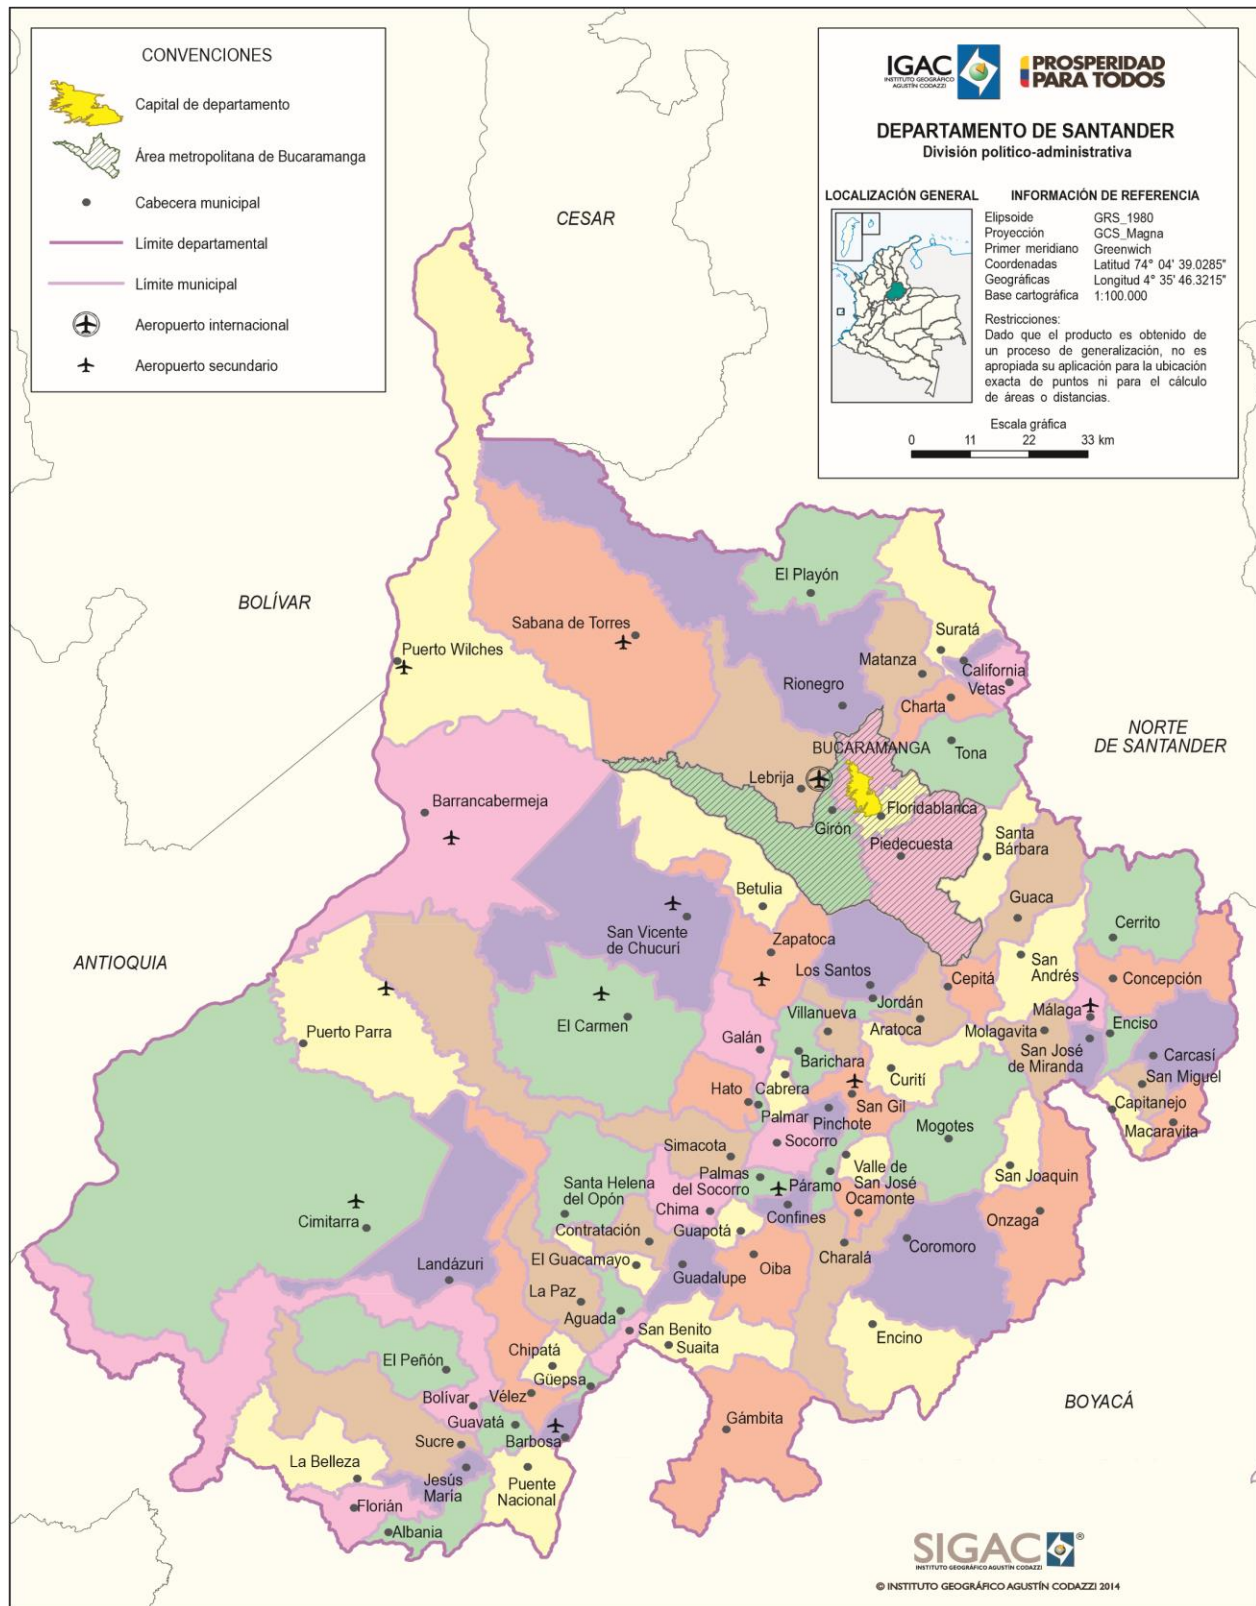 CONVENCIONES
Capital de departamento
Área metropolitana de Bucaramanga
Cabecera municipal
Límite departamental
Límite municipal
Aeropuerto internacional
Aeropuerto secundario
IGAC
INSTITUTO GEOGRÁFICO
AGUSTÍN CODAZZI
PROSPERIDAD
PARA TODOS
DEPARTAMENTO DE SANTANDER
División político-administrativa
LOCALIZACIÓN GENERAL
INFORMACIÓN DE REFERENCIA
Elipsoide GRS_1980
Proyección GCS_Magna
Primer meridiano Greenwich
Coordenadas Latitud 74° 04' 39.0285"
Geográficas Longitud 4° 35' 46.3215"
Base cartográfica 1:100.000
Restricciones:
Dado que el producto es obtenido de
un proceso de generalización, no es
apropiada su aplicación para la ubicación
exacta de puntos ni para el cálculo
de áreas o distancias.
Escala gráfica
0 11 22 33 km
CESAR
BOLÍVAR
NORTE
DE SANTANDER
ANTIOQUIA
BOYACÁ
El Playón
Sabana de Torres
Suratá
Puerto Wilches
Matanza
California
Vetas
Rionegro
Charta
BUCARAMANGA
Tona
Lebrija
Barrancabermeja
Floridablanca
Girón
Piedecuesta
Santa
Bárbara
Betulia
Guaca
San Vicente
de Chucurí
Cerrito
Zapatoca
San
Andrés
Los Santos
Cepitá
Concepción
Jordán
Villanueva
Málaga
El Carmen
Aratoca
Molagavita
Enciso
Puerto Parra
Galán
Barichara
San José
de Miranda
Carcasí
Curití
San Miguel
Hato
Cabrera
San Gil
Capitanejo
Palmar
Pinchote
Mogotes
Macaravita
Simacota
Socorro
Valle de
San José
San Joaquin
Santa Helena
del Opón
Palmas
del Socorro
Páramo
Ocamonte
Chima
Confines
Onzaga
Cimitarra
Contratación
Guapotá
Charalá
Coromoro
Landázuri
El Guacamayo
Guadalupe
Oiba
La Paz
Aguada
San Benito
Encino
Suaita
El Peñón
Chipatá
Güepsa
Bolívar
Vélez
Guavatá
Gámbita
Sucre
Barbosa
La Belleza
Jesús
María
Puente
Nacional
Florián
Albania
SIGAC®
INSTITUTO GEOGRÁFICO AGUSTÍN CODAZZI
© INSTITUTO GEOGRÁFICO AGUSTÍN CODAZZI 2014